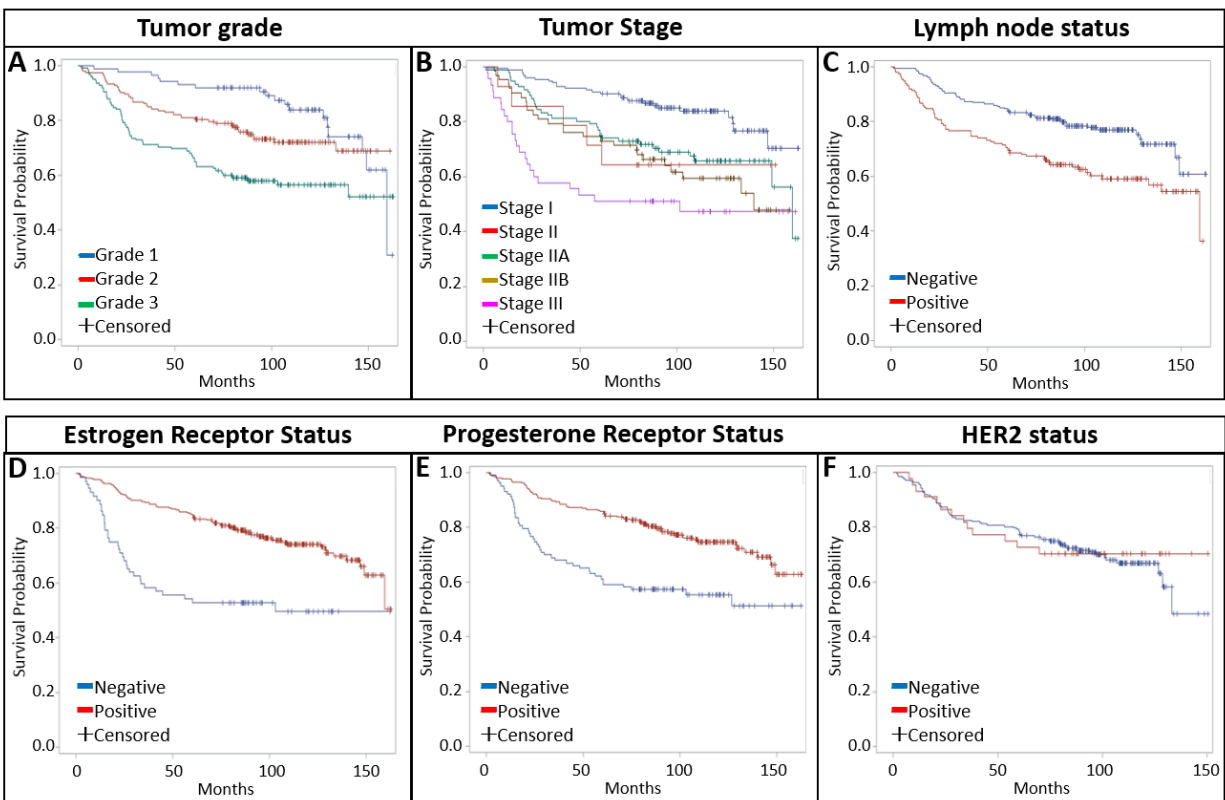 Tumor grade
Tumor Stage
Lymph node status
A
1.0
0.8
0.6
0.4
0.2
0.0
Survival Probability
Grade 1
Grade 2
Grade 3
Censored
0 50 100 150
Months
B
1.0
0.8
0.6
0.4
0.2
0.0
Survival Probability
Stage I
Stage II
Stage IIA
Stage IIB
Stage III
Censored
0 50 100 150
Months
C
1.0
0.8
0.6
0.4
0.2
0.0
Survival Probability
Negative
Positive
Censored
0 50 100 150
Months
Estrogen Receptor Status
Progesterone Receptor Status
HER2 status
D
1.0
0.8
0.6
0.4
0.2
0.0
Survival Probability
Negative
Positive
Censored
0 50 100 150
Months
E
1.0
0.8
0.6
0.4
0.2
0.0
Survival Probability
Negative
Positive
Censored
0 50 100 150
Months
F
1.0
0.8
0.6
0.4
0.2
0.0
Survival Probability
Negative
Positive
Censored
0 50 100 150
Months